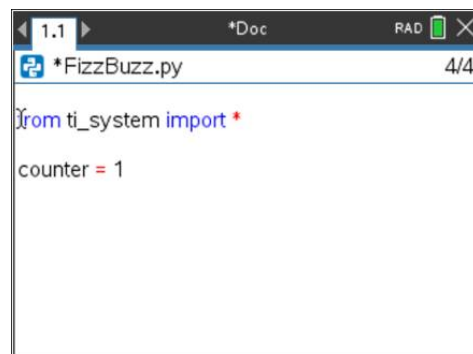 1.1 *Doc RAD
*FizzBuzz.py 4/4
from ti_system import *
counter = 1